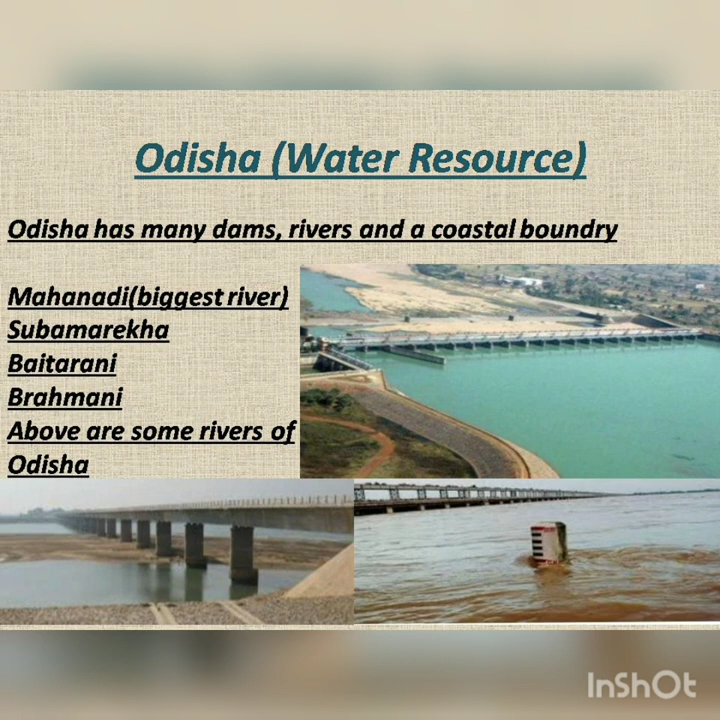 Odisha (Water Resource)
Odisha has many dams, rivers and a coastal boundry
Mahanadi(biggest river)
Subamarekha
Baitarani
Brahmani
Above are some rivers of
Odisha
InShOt